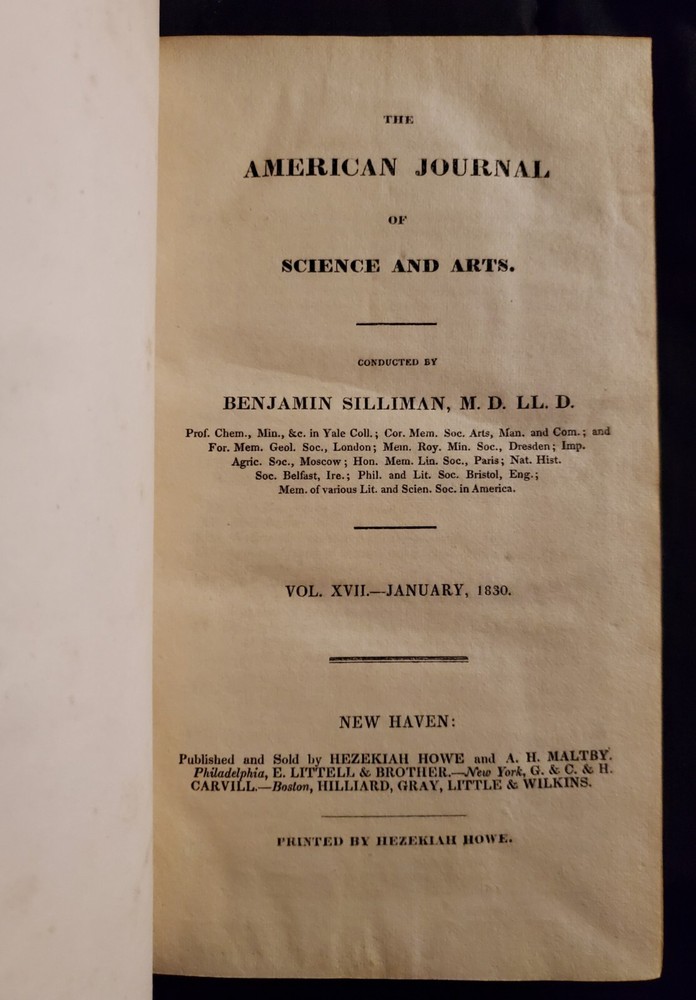 THE
AMERICAN JOURNAL
OF
SCIENCE AND ARTS.
CONDUCTED BY
BENJAMIN SILLIMAN, M. D. LL. D.
Prof. Chem., Min., &c. in Yale Coll.; Cor. Mem. Soc. Arts, Man. and Com.; and
For. Mem. Geol. Soc., London; Mem. Roy. Min. Soc., Dresden; Imp.
Agric. Soc., Moscow; Hon. Mem. Lin. Soc., Paris; Nat. Hist.
Soc. Belfast, Ire.; Phil. and Lit. Soc. Bristol, Eng.;
Mem. of various Lit. and Scien. Soc. in America.
VOL. XVII.—JANUARY, 1830.
NEW HAVEN:
Published and Sold by HEZEKIAH HOWE and A. H. MALTBY.
Philadelphia, E. LITTELL & BROTHER.—New York, G. & C. & H.
CARVILL.—Boston, HILLIARD, GRAY, LITTLE & WILKINS.
PRINTED BY HEZEKIAH HOWE.